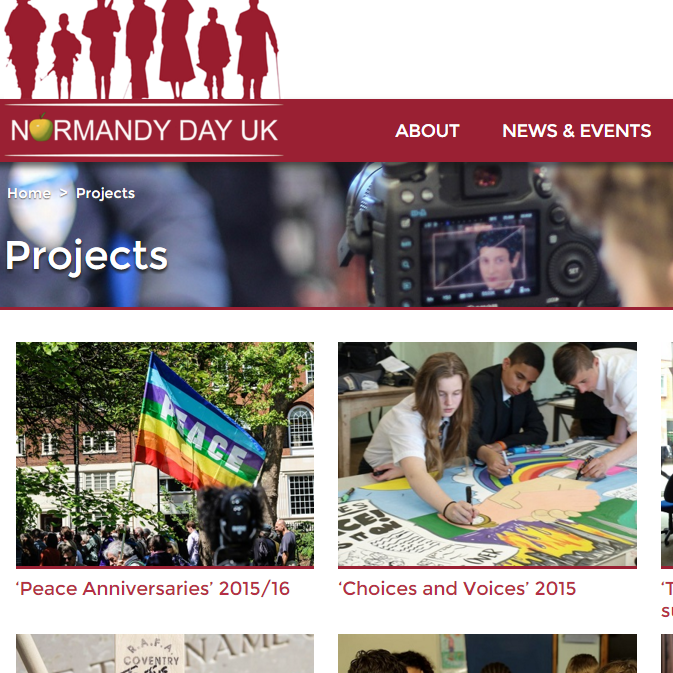 NORMANDY DAY UK
ABOUT NEWS & EVENTS
Home > Projects
Projects
PEACE
‘Peace Anniversaries’ 2015/16
‘Choices and Voices’ 2015
R.A.F.A.
COVENTRY
NAME